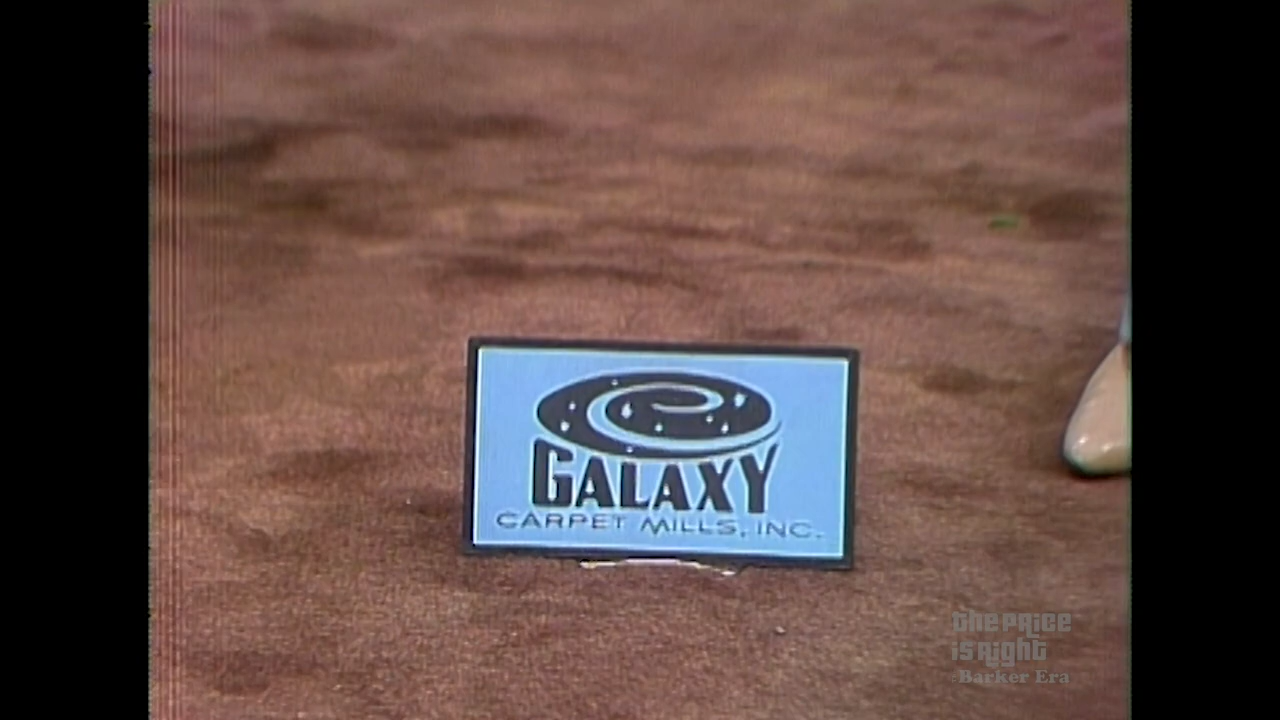 GALAXY
CARPET MILLS, INC.
the PRice
is Right
Barker Era